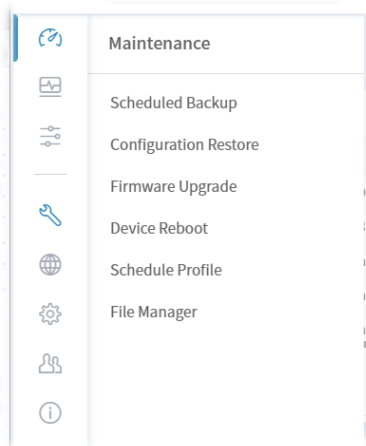 Maintenance
Scheduled Backup
Configuration Restore
Firmware Upgrade
Device Reboot
Schedule Profile
File Manager